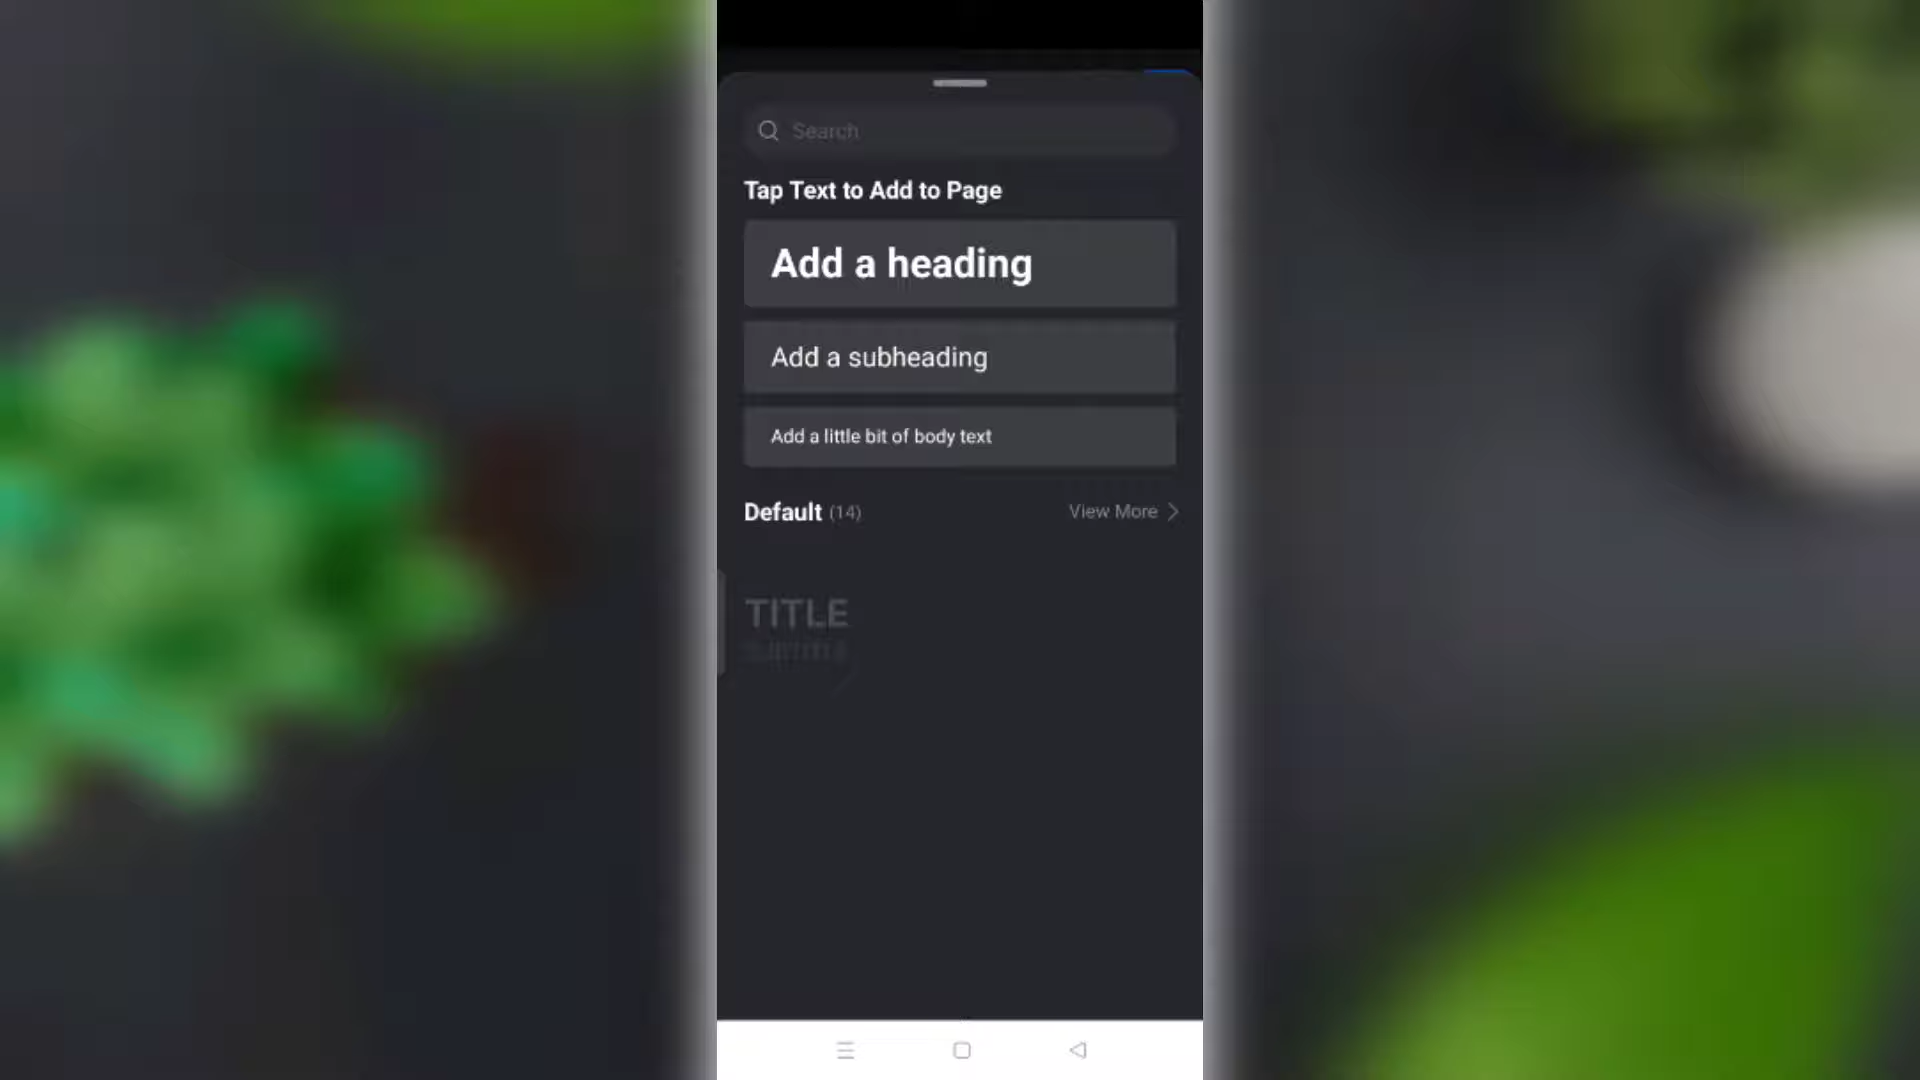 Search
Tap Text to Add to Page
Add a heading
Add a subheading
Add a little bit of body text
Default (14)
View More
TITLE
SUBTITLE